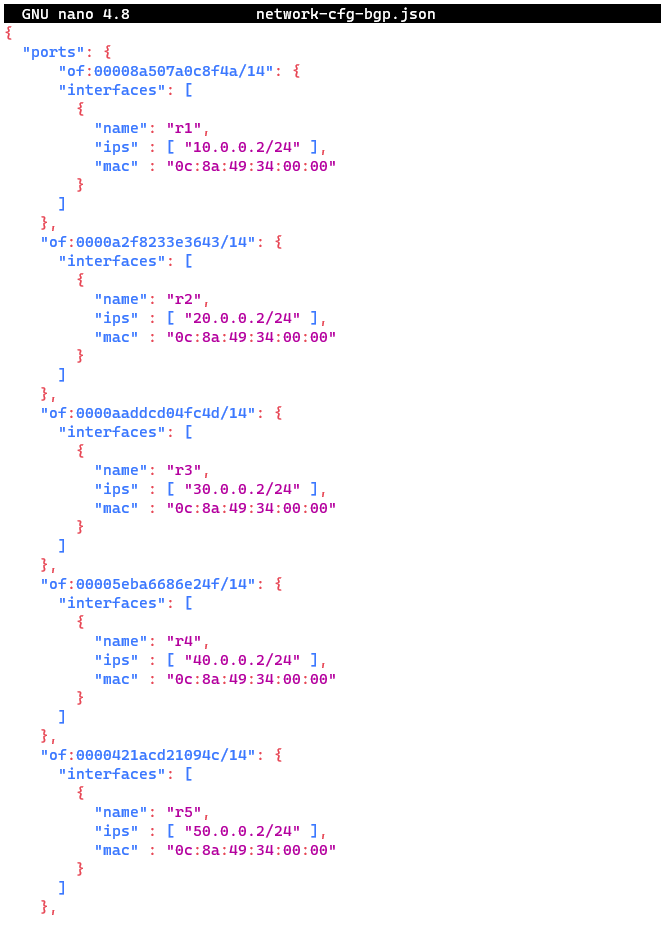 GNU nano 4.8 network-cfg-bgp.json
{
  "ports": {
      "of:00008a507a0c8f4a/14": {
      "interfaces": [
        {
          "name": "r1",
          "ips" : [ "10.0.0.2/24" ],
          "mac" : "0c:8a:49:34:00:00"
        }
      ]
    },
    "of:0000a2f8233e3643/14": {
      "interfaces": [
        {
          "name": "r2",
          "ips" : [ "20.0.0.2/24" ],
          "mac" : "0c:8a:49:34:00:00"
        }
      ]
    },
    "of:0000aaddcd04fc4d/14": {
      "interfaces": [
        {
          "name": "r3",
          "ips" : [ "30.0.0.2/24" ],
          "mac" : "0c:8a:49:34:00:00"
        }
      ]
    },
    "of:00005eba6686e24f/14": {
      "interfaces": [
        {
          "name": "r4",
          "ips" : [ "40.0.0.2/24" ],
          "mac" : "0c:8a:49:34:00:00"
        }
      ]
    },
    "of:0000421acd21094c/14": {
      "interfaces": [
        {
          "name": "r5",
          "ips" : [ "50.0.0.2/24" ],
          "mac" : "0c:8a:49:34:00:00"
        }
      ]
    },